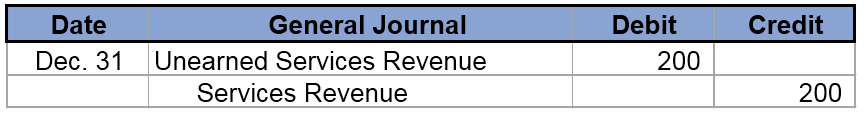 Date General Journal Debit Credit
Dec. 31 Unearned Services Revenue 200
Services Revenue 200